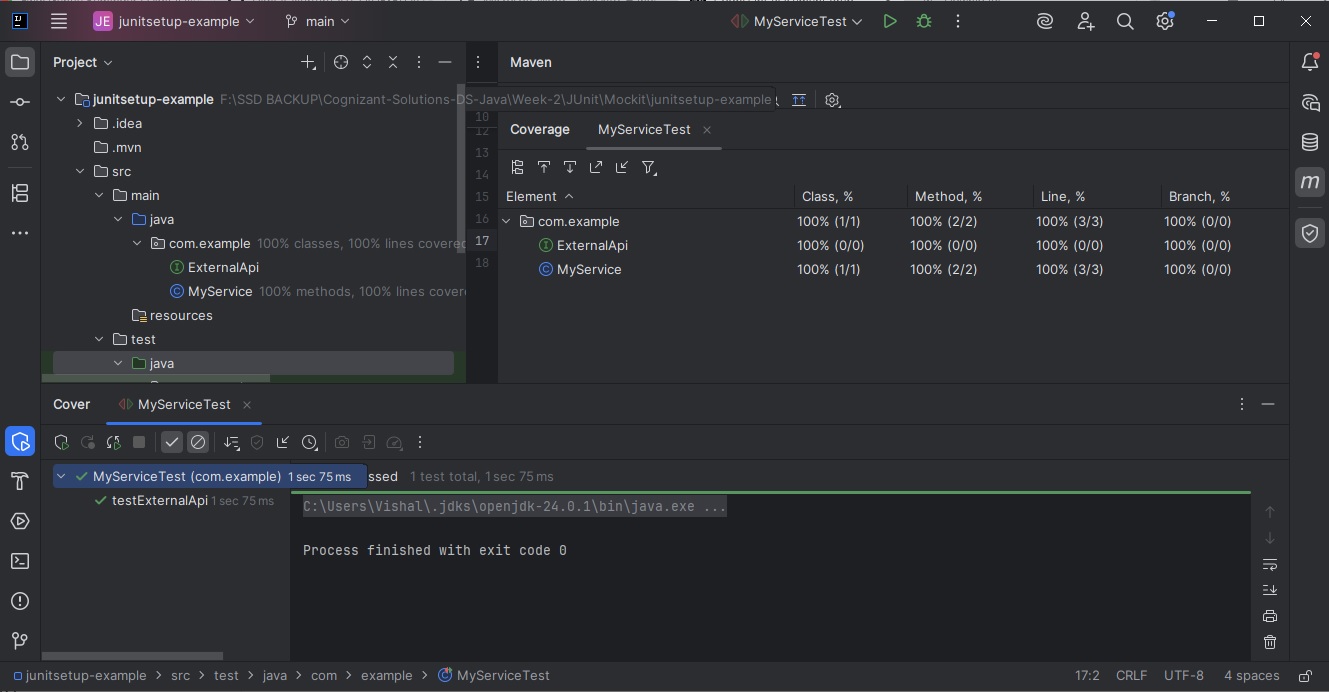 JE junitsetup-example main MyServiceTest
Project
Maven
junitsetup-example F:\SSD BACKUP\Cognizant-Solutions-DS-Java\Week-2\JUnit\Mockit\junitsetup-example
.idea
.mvn
src
main
java
com.example 100% classes, 100% lines covered
ExternalApi
MyService 100% methods, 100% lines cover
resources
test
java
10
12
13
14
15
16
17
18
Coverage MyServiceTest
Element Class, % Method, % Line, % Branch, %
com.example 100% (1/1) 100% (2/2) 100% (3/3) 100% (0/0)
ExternalApi 100% (0/0) 100% (0/0) 100% (0/0) 100% (0/0)
MyService 100% (1/1) 100% (2/2) 100% (3/3) 100% (0/0)
Cover MyServiceTest
MyServiceTest (com.example) 1 sec 75 ms ssed 1 test total, 1 sec 75 ms
testExternalApi 1 sec 75 ms
C:\Users\Vishal\.jdks\openjdk-24.0.1\bin\java.exe ...
Process finished with exit code 0
junitsetup-example > src > test > java > com > example > MyServiceTest 17:2 CRLF UTF-8 4 spaces